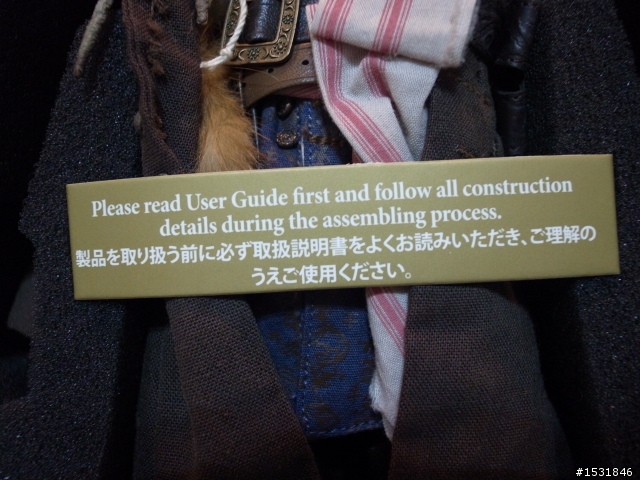 Please read User Guide first and follow all construction
details during the assembling process.
製品を取り扱う前に必ず取扱説明書をよくお読みいただき、ご理解の
うえご使用ください。
#1531846